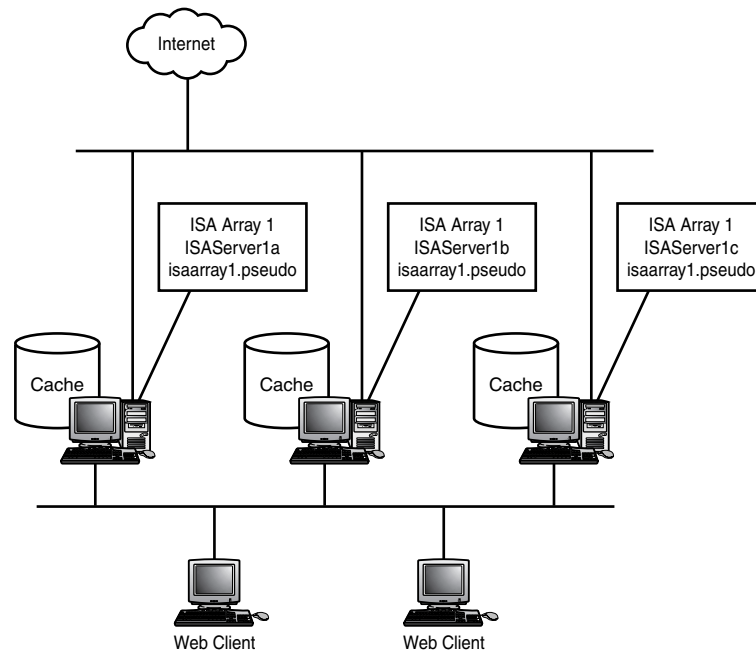 Internet
ISA Array 1
ISAServer1a
isaarray1.pseudo
ISA Array 1
ISAServer1b
isaarray1.pseudo
ISA Array 1
ISAServer1c
isaarray1.pseudo
Cache
Cache
Cache
Web Client
Web Client